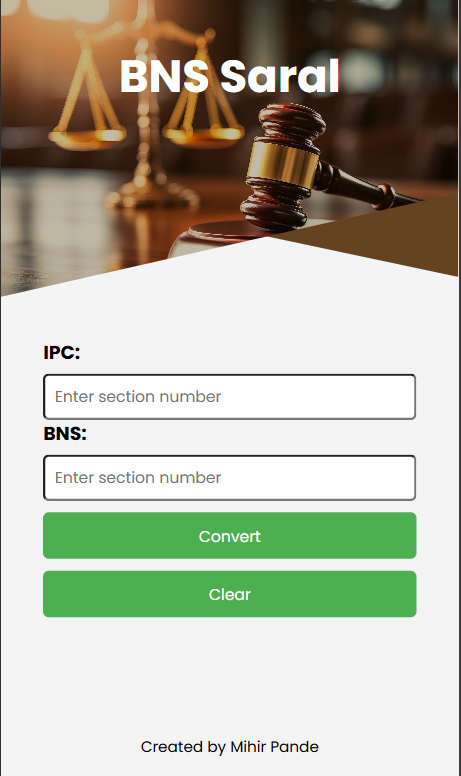 BNS Saral
IPC:
Enter section number
BNS:
Enter section number
Convert
Clear
Created by Mihir Pande